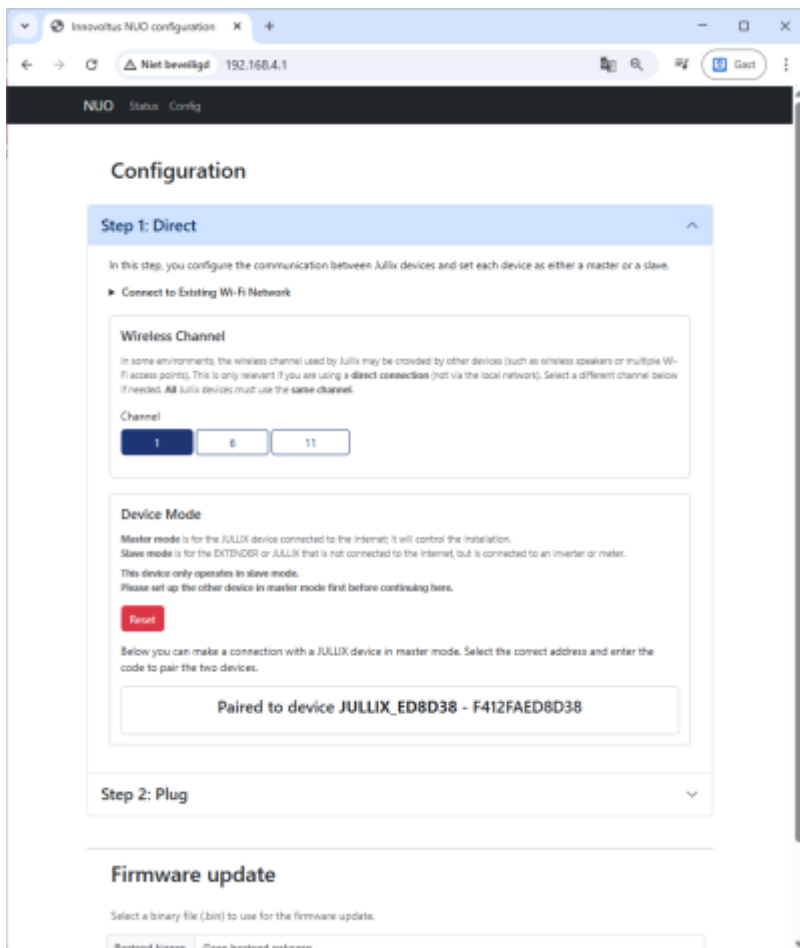 Innovoltus NUO configuration
Niet beveiligd 192.168.4.1
Gast
NUO Status Config
Configuration
Step 1: Direct
In this step, you configure the communication between Jullix devices and set each device as either a master or a slave.
Connect to Existing Wi-Fi Network
Wireless Channel
In some environments, the wireless channel used by Jullix may be crowded by other devices (such as wireless speakers or multiple Wi-
Fi access points). This is only relevant if you are using a direct connection (not via the local network). Select a different channel below
if needed. All Jullix devices must use the same channel.
Channel
1 6 11
Device Mode
Master mode is for the JULLIX device connected to the Internet; it will control the installation.
Slave mode is for the EXTENDER or JULLIX that is not connected to the Internet, but is connected to an inverter or meter.
This device only operates in slave mode.
Please set up the other device in master mode first before continuing here.
Reset
Below you can make a connection with a JULLIX device in master mode. Select the correct address and enter the
code to pair the two devices.
Paired to device JULLIX_ED8D38 - F412FAED8D38
Step 2: Plug
Firmware update
Select a binary file (.bin) to use for the firmware update.